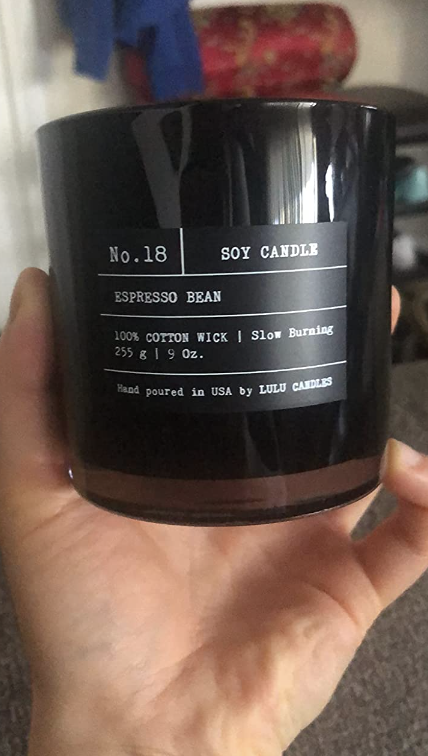 No.18
SOY CANDLE
ESPRESSO BEAN
100% COTTON WICK | Slow Burning
255 g | 9 Oz.
Hand poured in USA by LULU CANDLES